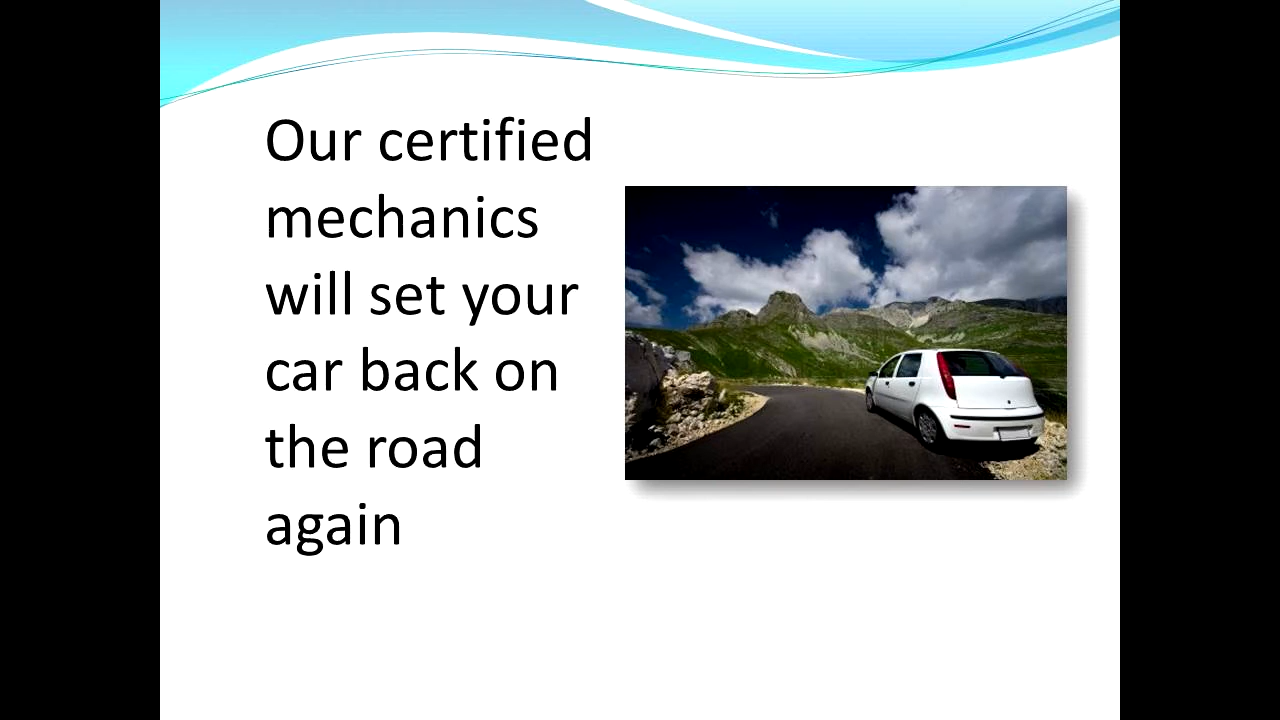 Our certified
mechanics
will set your
car back on
the road
again